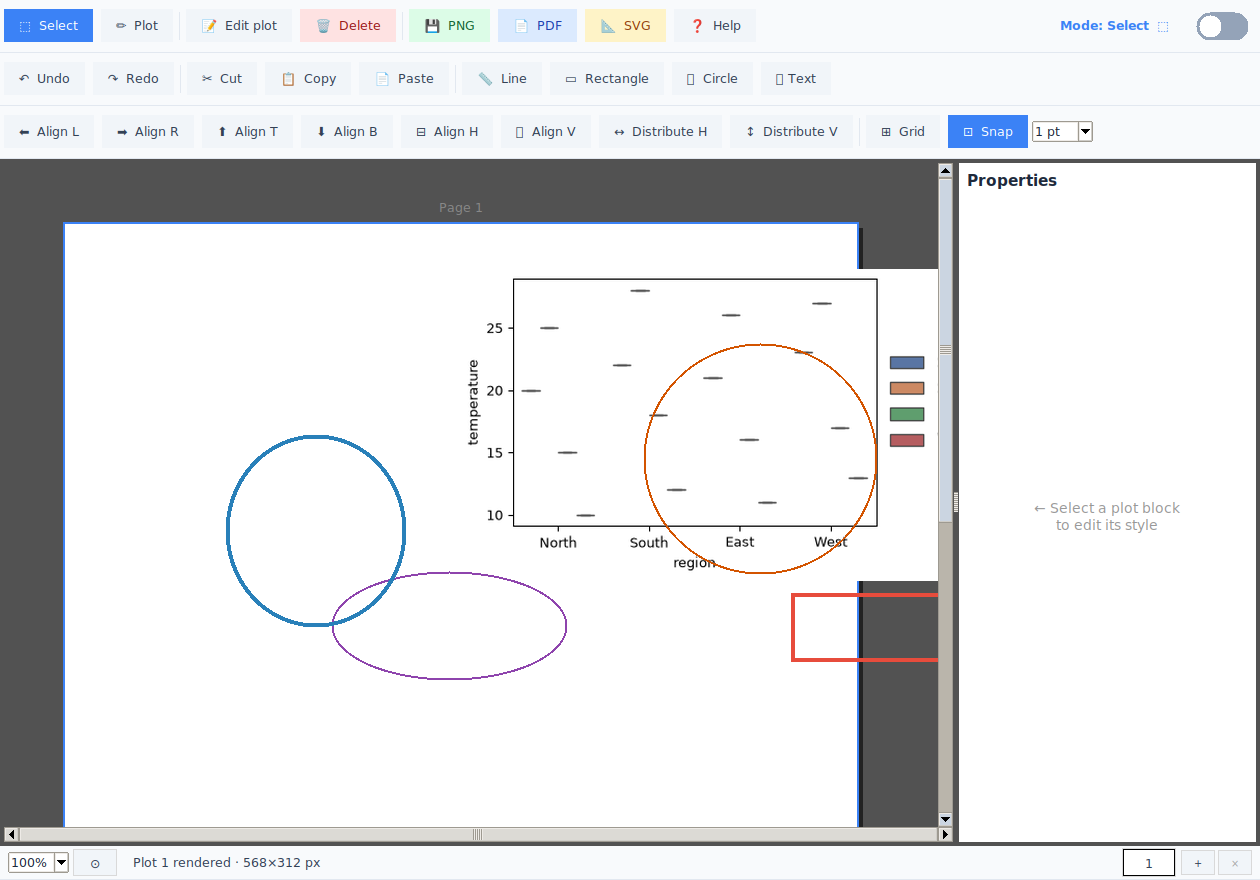 Select Plot Edit plot Delete PNG PDF SVG Help Mode: Select
Undo Redo Cut Copy Paste Line Rectangle Circle Text
Align L Align R Align T Align B Align H Align V Distribute H Distribute V Grid Snap 1 pt
Properties
Page 1
25
20
15
10
temperature
North South East West
region
← Select a plot block
to edit its style
100% Plot 1 rendered · 568×312 px 1 + ×